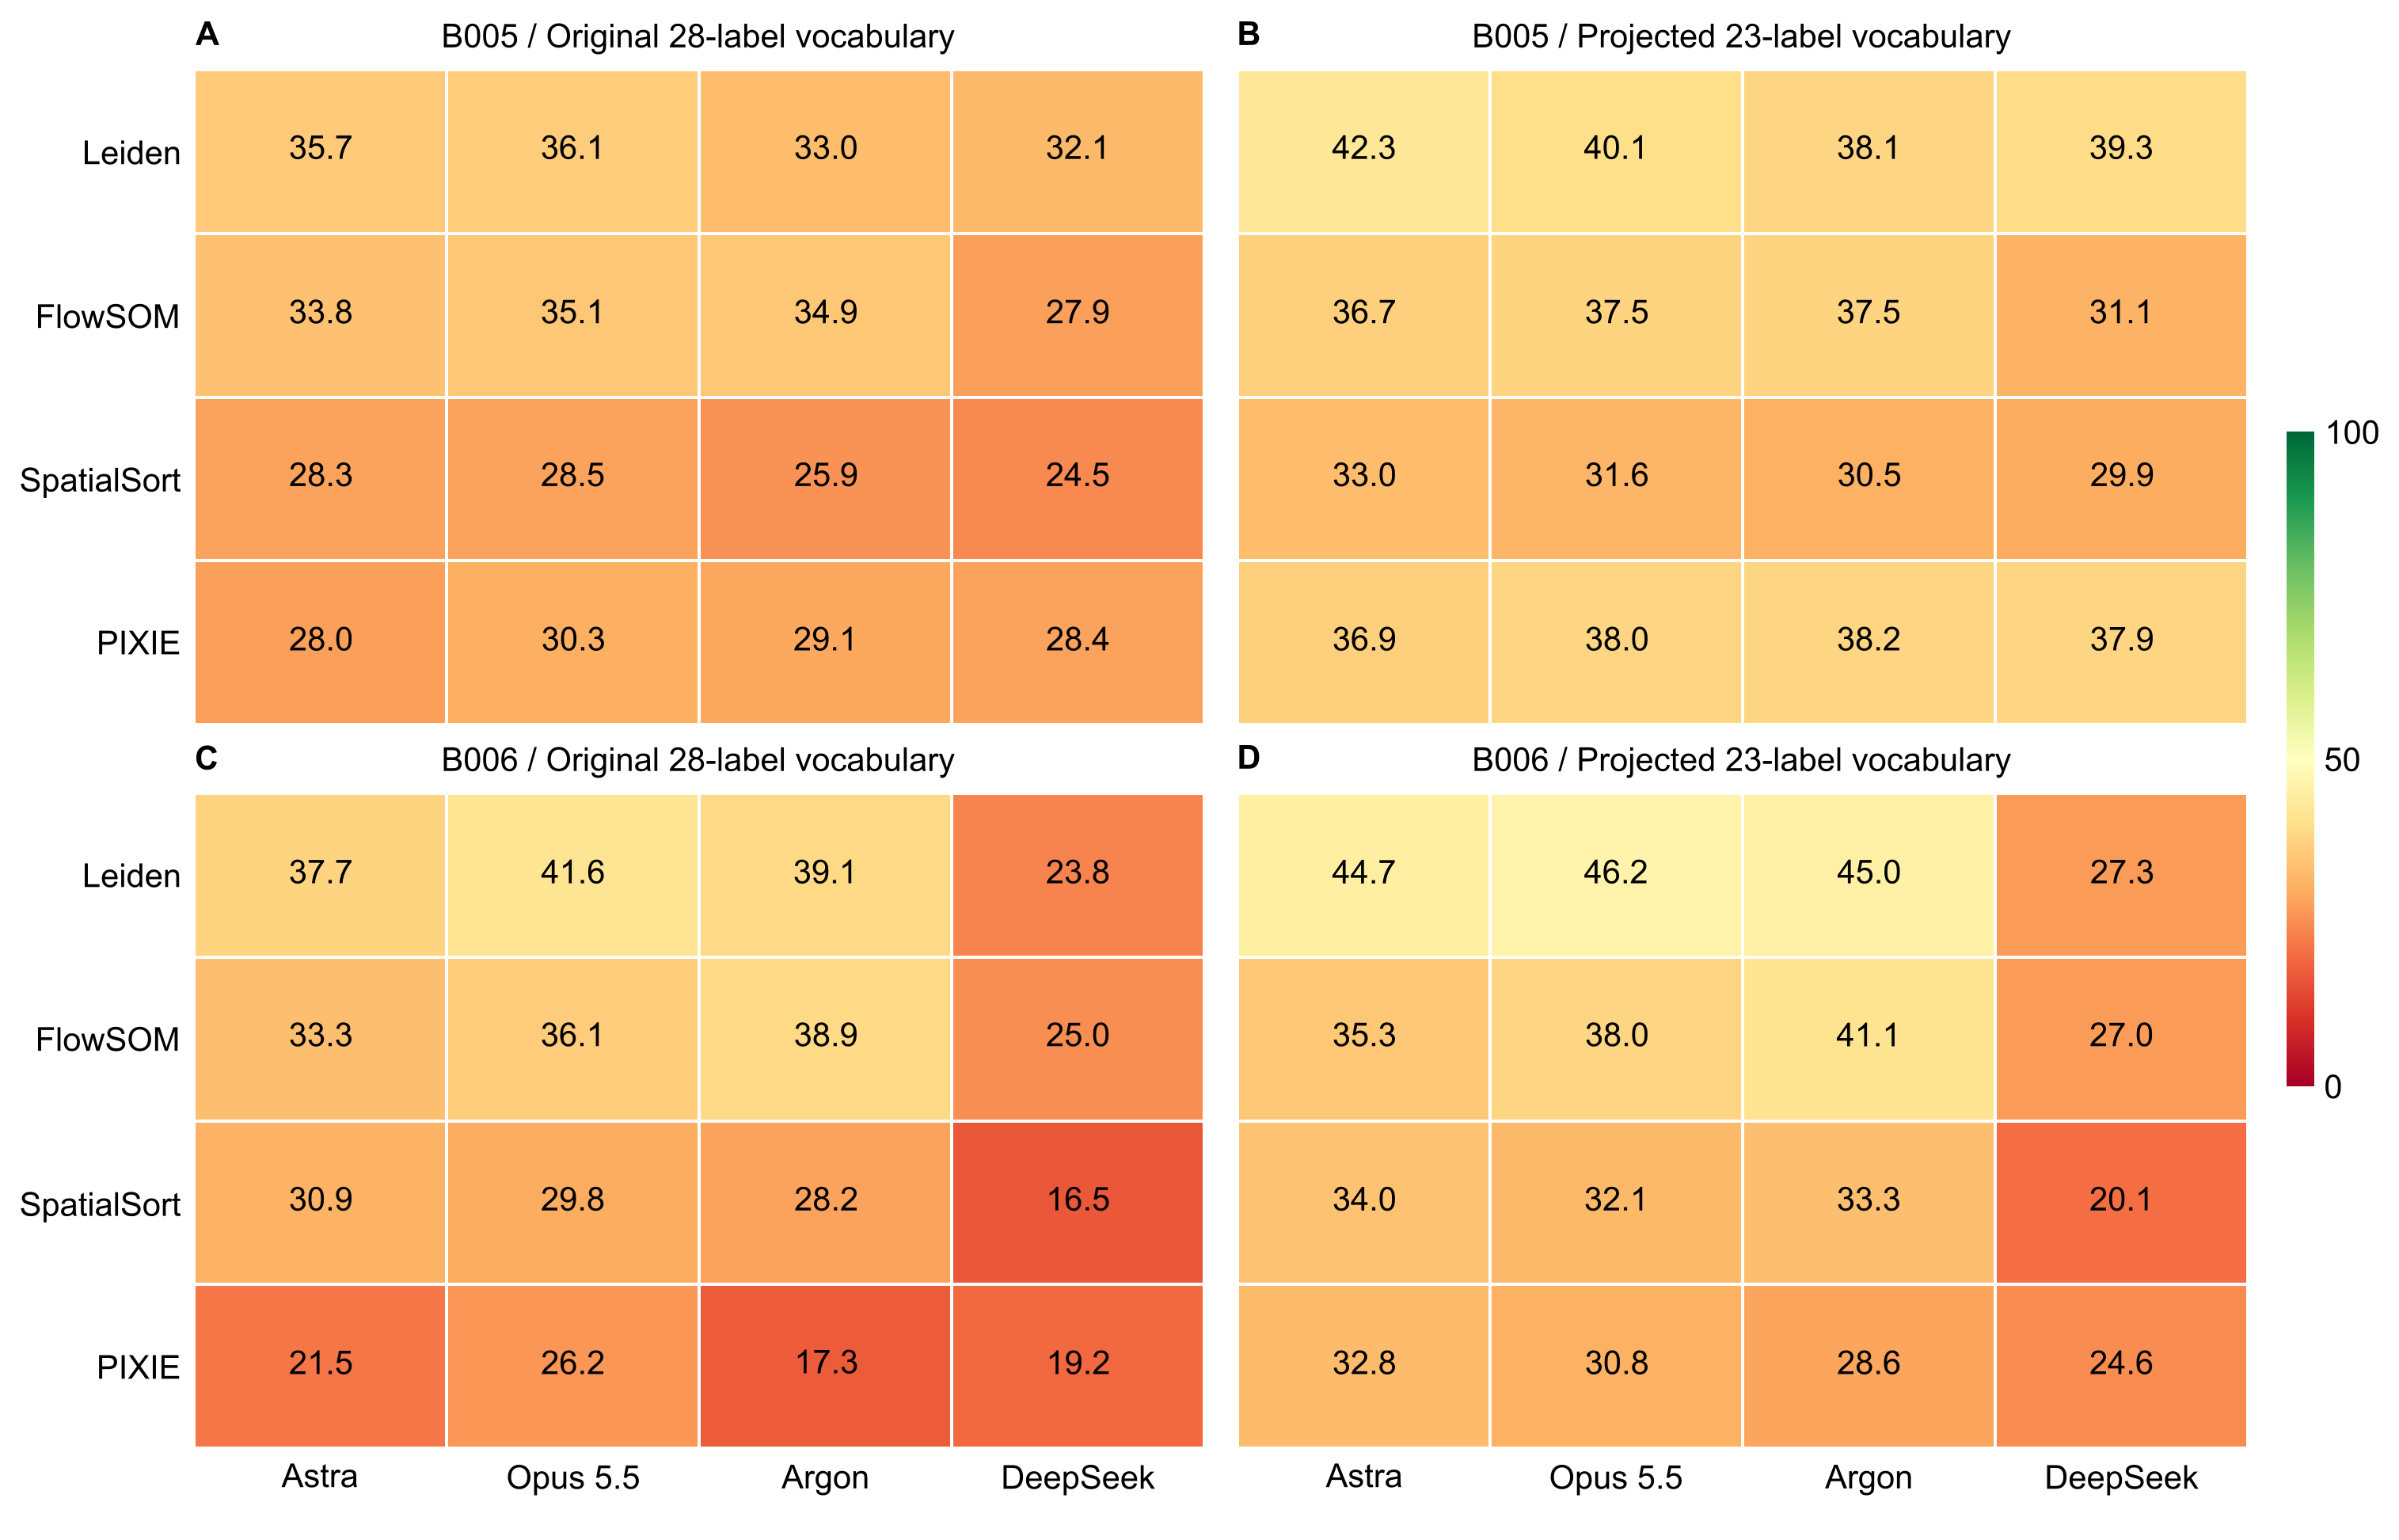 A B005 / Original 28-label vocabulary
Leiden 35.7 36.1 33.0 32.1
FlowSOM 33.8 35.1 34.9 27.9
SpatialSort 28.3 28.5 25.9 24.5
PIXIE 28.0 30.3 29.1 28.4
B B005 / Projected 23-label vocabulary
42.3 40.1 38.1 39.3
36.7 37.5 37.5 31.1
33.0 31.6 30.5 29.9
36.9 38.0 38.2 37.9
C B006 / Original 28-label vocabulary
Leiden 37.7 41.6 39.1 23.8
FlowSOM 33.3 36.1 38.9 25.0
SpatialSort 30.9 29.8 28.2 16.5
PIXIE 21.5 26.2 17.3 19.2
Astra Opus 5.5 Argon DeepSeek
D B006 / Projected 23-label vocabulary
44.7 46.2 45.0 27.3
35.3 38.0 41.1 27.0
34.0 32.1 33.3 20.1
32.8 30.8 28.6 24.6
Astra Opus 5.5 Argon DeepSeek
100
50
0